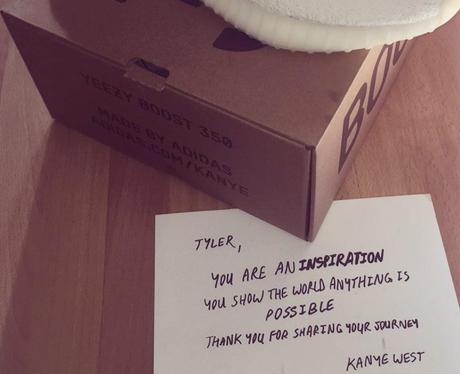 YEEZY BOOST 350
MADE BY ADIDAS
ADIDAS.COM/KANYE
BOO
TYLER,
YOU ARE AN INSPIRATION
YOU SHOW THE WORLD ANYTHING IS
POSSIBLE
THANK YOU FOR SHARING YOUR JOURNEY
KANYE WEST